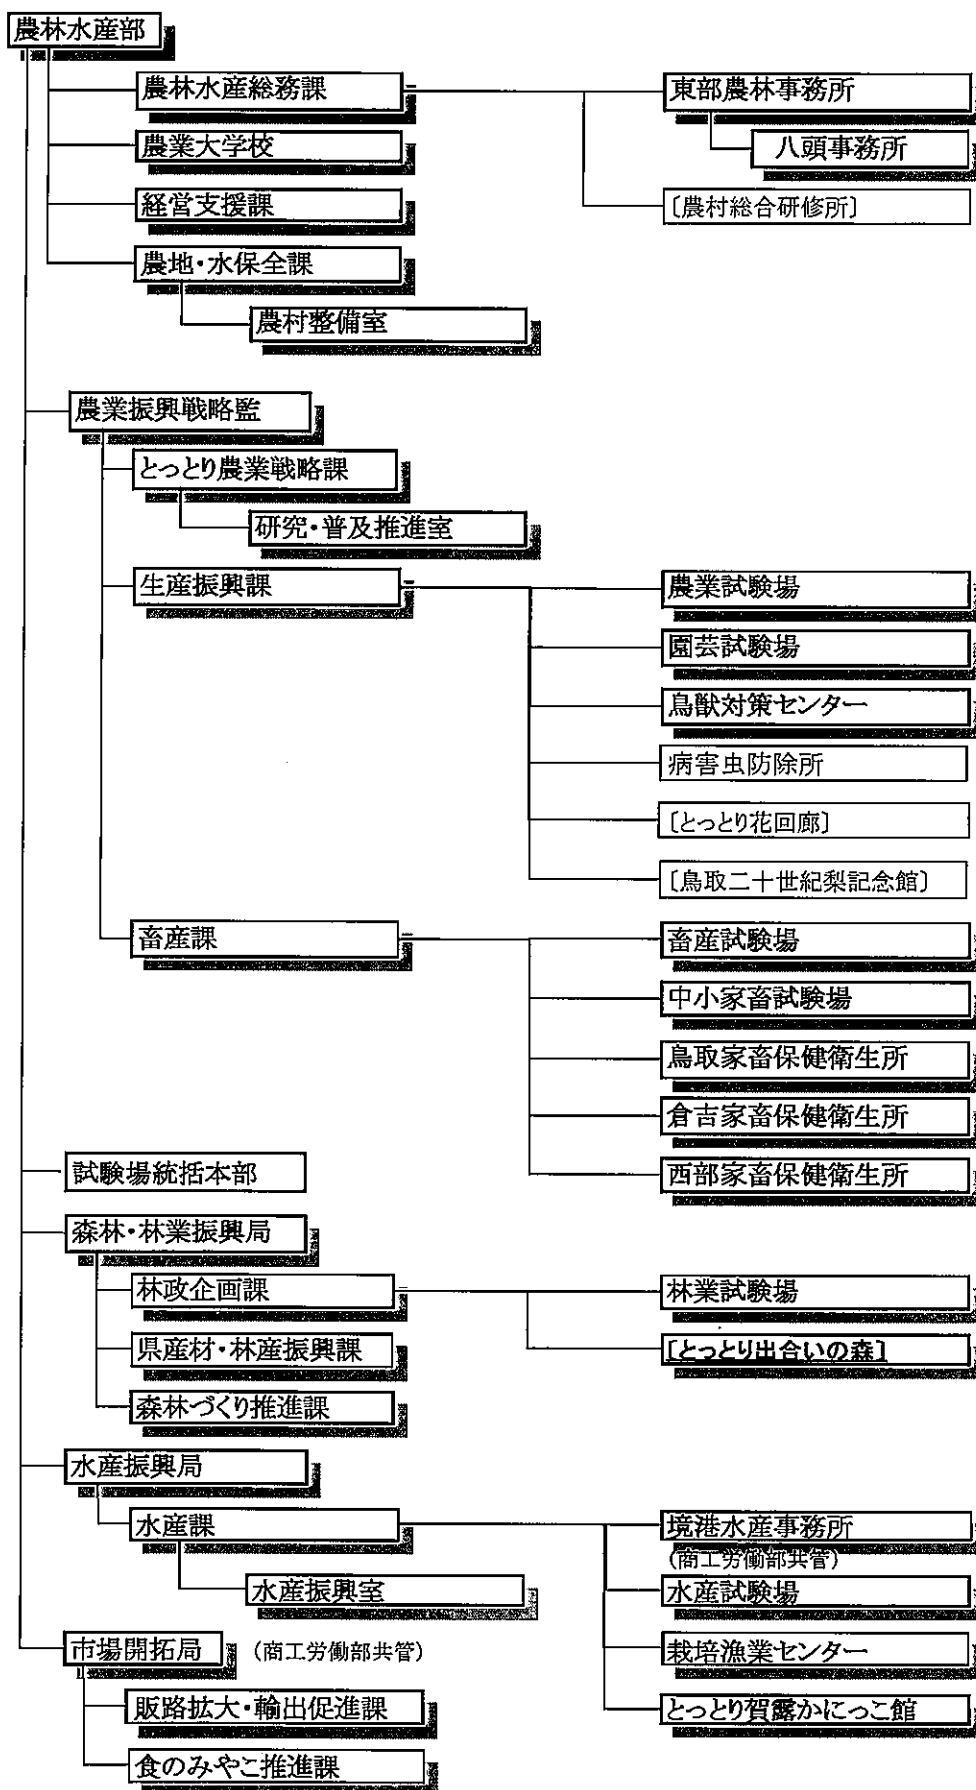 農林水産部
農林水産総務課
東部農林事務所
農業大学校
八頭事務所
経営支援課
〔農村総合研修所〕
農地・水保全課
農村整備室
農業振興戦略監
とっとり農業戦略課
研究・普及推進室
生産振興課
農業試験場
園芸試験場
鳥獣対策センター
病害虫防除所
〔とっとり花回廊〕
〔鳥取二十世紀梨記念館〕
畜産課
畜産試験場
中小家畜試験場
鳥取家畜保健衛生所
倉吉家畜保健衛生所
試験場統括本部
西部家畜保健衛生所
森林・林業振興局
林政企画課
林業試験場
県産材・林産振興課
〔とっとり出合いの森〕
森林づくり推進課
水産振興局
水産課
境港水産事務所
(商工労働部共管)
水産振興室
水産試験場
市場開拓局 (商工労働部共管)
栽培漁業センター
販路拡大・輸出促進課
とっとり賀露かにっこ館
食のみやこ推進課